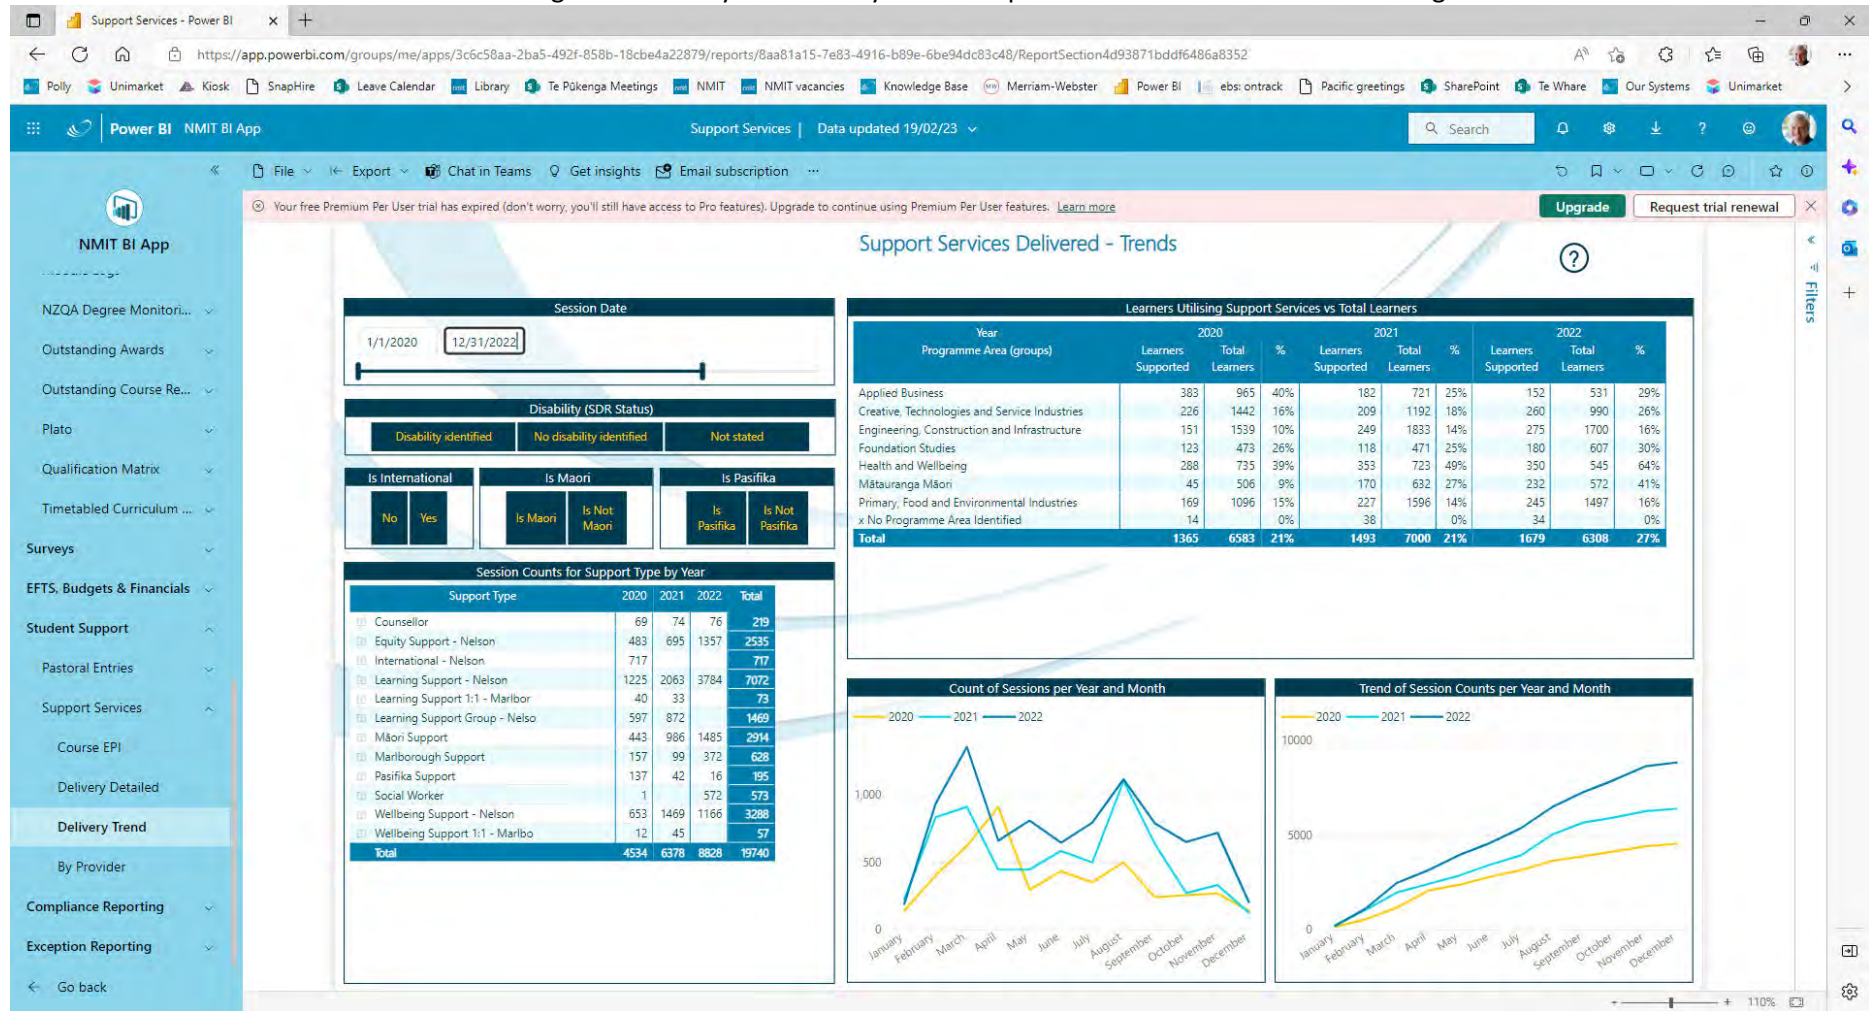 Support Services - Power BI
https://app.powerbi.com/groups/me/apps/3c6c58aa-2ba5-492f-858b-18cbe4a22879/reports/8aa81a15-7e83-4916-b89e-6be94dc83c48/ReportSection4d93871bddf6486a8352
Polly Unimarket Kiosk SnapHire Leave Calendar Library Te Pūkenga Meetings NMIT NMIT vacancies Knowledge Base Merriam-Webster Power BI ebs: ontrack Pacific greetings SharePoint Te Whare Our Systems Unimarket
Power BI NMIT BI App Support Services | Data updated 19/02/23 Search
File Export Chat in Teams Get insights Email subscription ...
Your free Premium Per User trial has expired (don't worry, you'll still have access to Pro features). Upgrade to continue using Premium Per User features. Learn more Upgrade Request trial renewal
NMIT BI App
NZQA Degree Monitori...
Outstanding Awards
Outstanding Course Re...
Plato
Qualification Matrix
Timetabled Curriculum ...
Surveys
EFTS, Budgets & Financials
Student Support
Pastoral Entries
Support Services
Course EPI
Delivery Detailed
Delivery Trend
By Provider
Compliance Reporting
Exception Reporting
Go back
Support Services Delivered - Trends
?
Filters
Session Date
1/1/2020 12/31/2022
Disability (SDR Status)
Disability identified No disability identified Not stated
Is International Is Maori Is Pasifika
No Yes Is Maori Is Not Maori Is Pasifika Is Not Pasifika
Session Counts for Support Type by Year
Support Type 2020 2021 2022 Total
Counsellor 69 74 76 219
Equity Support - Nelson 483 695 1357 2535
International - Nelson 717 717
Learning Support - Nelson 1225 2063 3784 7072
Learning Support 1:1 - Marlbor 40 33 73
Learning Support Group - Nelso 597 872 1469
Māori Support 443 986 1485 2914
Marlborough Support 157 99 372 628
Pasifika Support 137 42 16 195
Social Worker 1 572 573
Wellbeing Support - Nelson 653 1469 1166 3288
Wellbeing Support 1:1 - Marlbo 12 45 57
Total 4534 6378 8828 19740
Learners Utilising Support Services vs Total Learners
Year 2020 2021 2022
Programme Area (groups) Learners Supported Total Learners % Learners Supported Total Learners % Learners Supported Total Learners %
Applied Business 383 965 40% 182 721 25% 152 531 29%
Creative, Technologies and Service Industries 226 1442 16% 209 1192 18% 260 990 26%
Engineering, Construction and Infrastructure 151 1539 10% 249 1833 14% 275 1700 16%
Foundation Studies 123 473 26% 118 471 25% 180 607 30%
Health and Wellbeing 288 735 39% 353 723 49% 350 545 64%
Mātauranga Māori 45 506 9% 170 632 27% 232 572 41%
Primary, Food and Environmental Industries 169 1096 15% 227 1596 14% 245 1497 16%
x No Programme Area Identified 14 0% 38 0% 34 0%
Total 1365 6583 21% 1493 7000 21% 1679 6308 27%
Count of Sessions per Year and Month
2020 2021 2022
1,000
500
0
January February March April May June July August September October November December
Trend of Session Counts per Year and Month
2020 2021 2022
10000
5000
0
January February March April May June July August September October November December
110%